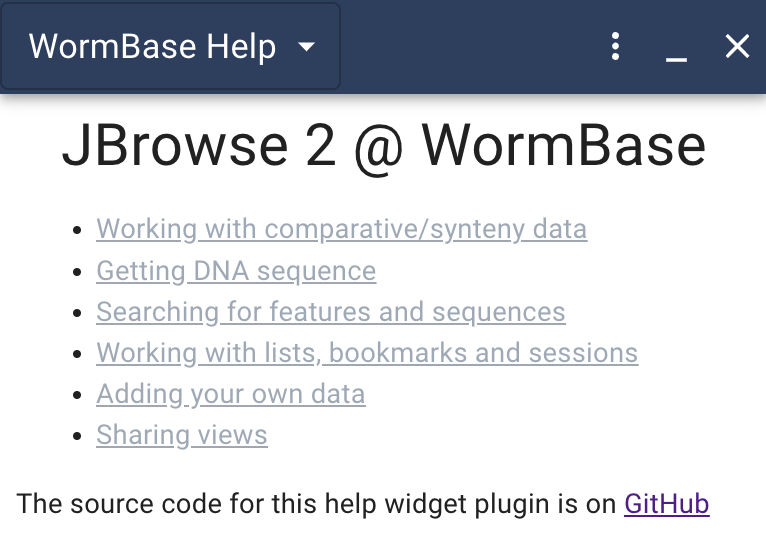 WormBase Help
JBrowse 2 @ WormBase
Working with comparative/synteny data
Getting DNA sequence
Searching for features and sequences
Working with lists, bookmarks and sessions
Adding your own data
Sharing views
The source code for this help widget plugin is on GitHub